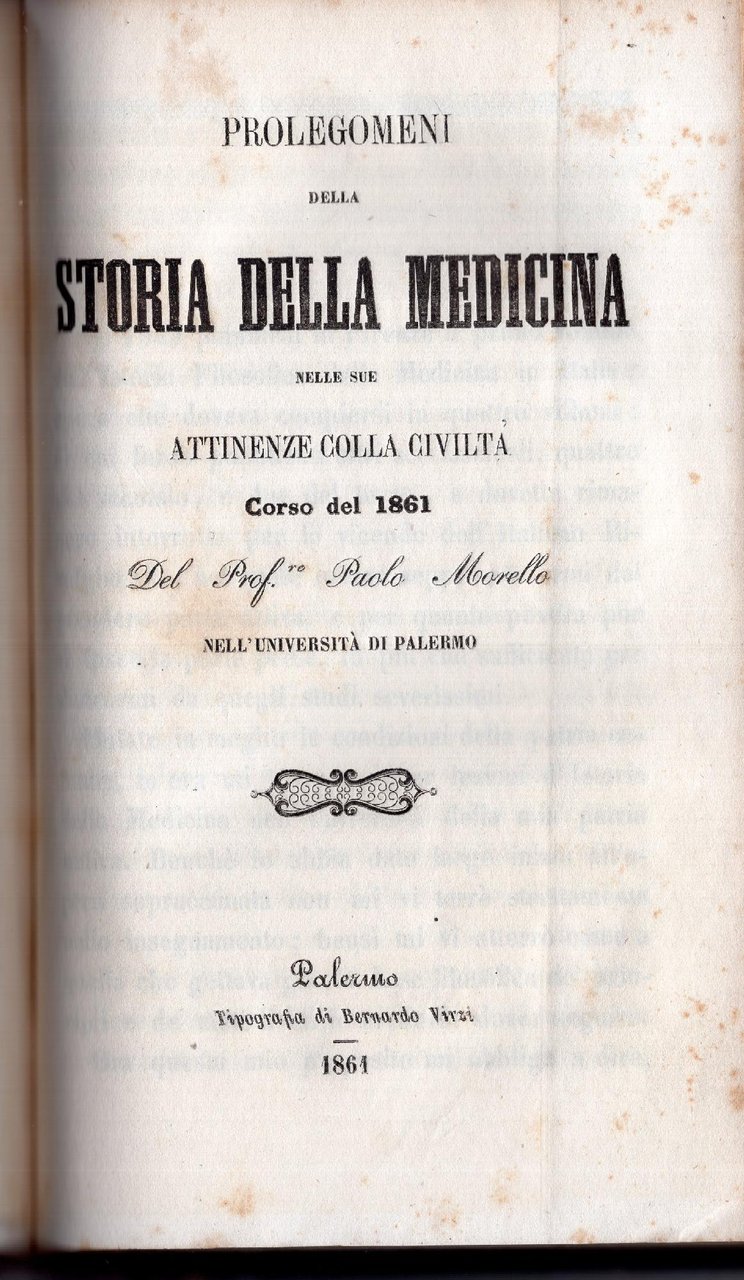 PROLEGOMENI
DELLA
STORIA DELLA MEDICINA
NELLE SUE
ATTINENZE COLLA CIVILTÀ
Corso del 1861
Del Prof.re Paolo Morello
NELL'UNIVERSITÀ DI PALERMO
Palermo
Tipografia di Bernardo Virzi
1861